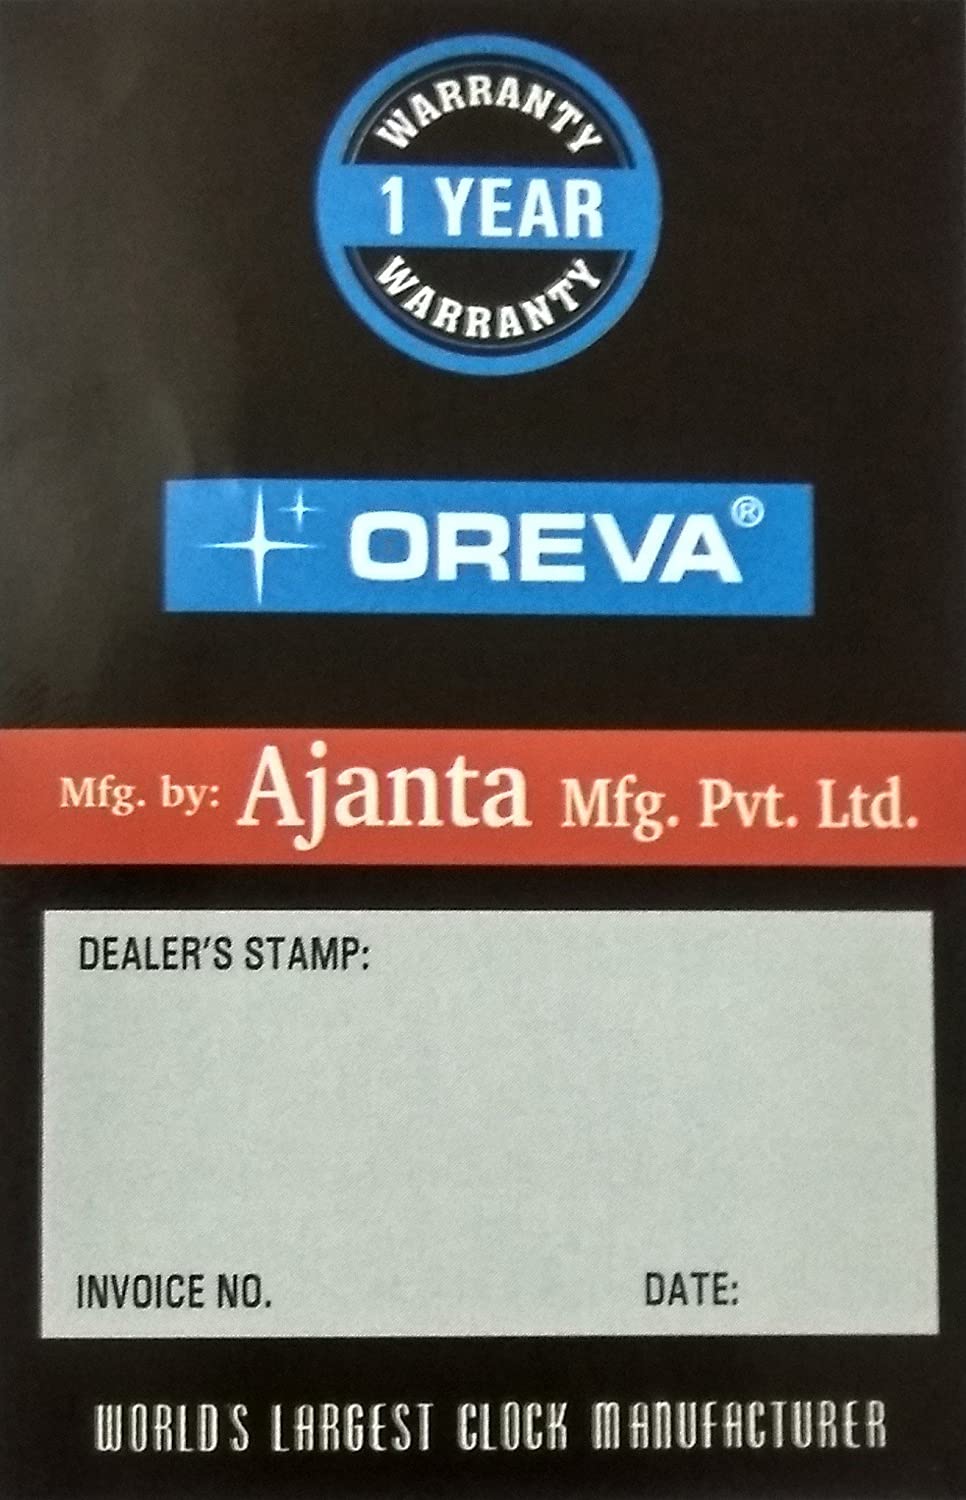 WARRANTY
1 YEAR
WARRANTY
OREVA®
Mfg. by: Ajanta Mfg. Pvt. Ltd.
DEALER'S STAMP:
INVOICE NO. DATE:
WORLD'S LARGEST CLOCK MANUFACTURER